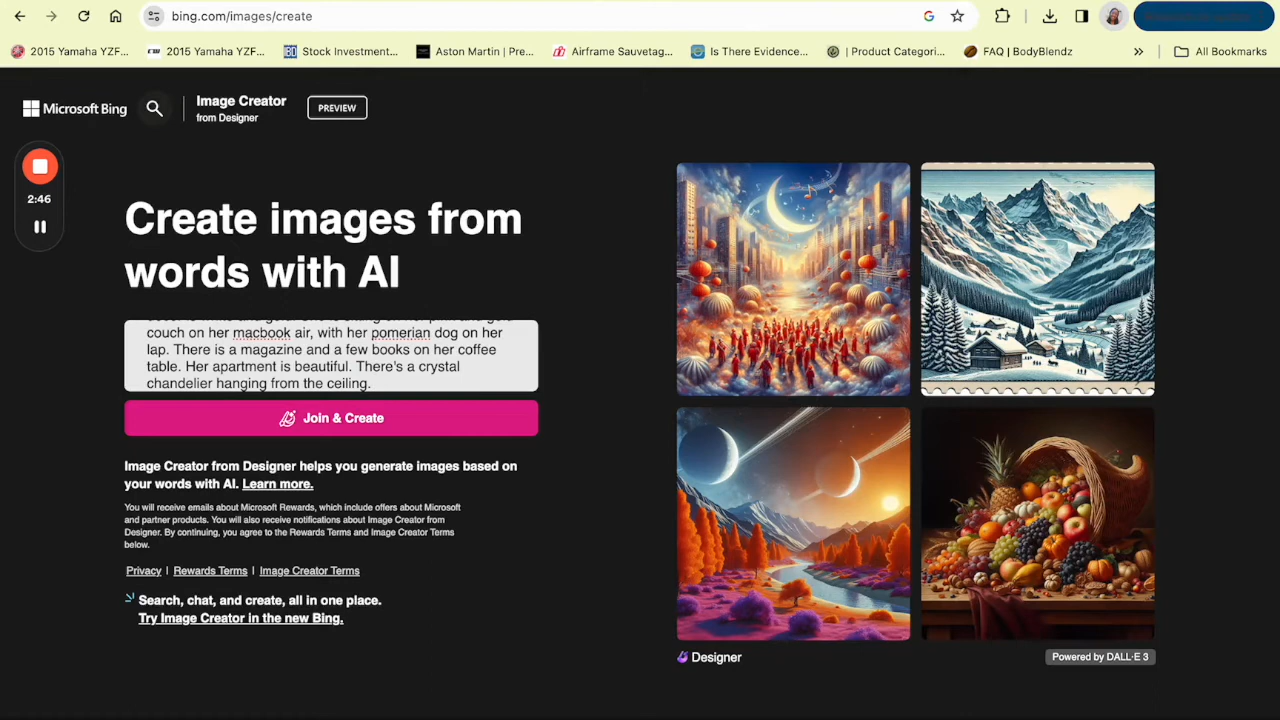 bing.com/images/create
2015 Yamaha YZF...
2015 Yamaha YZF...
Stock Investment...
Aston Martin | Pre...
Airframe Sauvetag...
Is There Evidence...
| Product Categori...
FAQ | BodyBlendz
»
All Bookmarks
Microsoft Bing
Image Creator
from Designer
PREVIEW
2:46
Create images from
words with AI
couch on her macbook air, with her pomerian dog on her
lap. There is a magazine and a few books on her coffee
table. Her apartment is beautiful. There's a crystal
chandelier hanging from the ceiling.
Join & Create
Image Creator from Designer helps you generate images based on
your words with AI. Learn more.
You will receive emails about Microsoft Rewards, which include offers about Microsoft
and partner products. You will also receive notifications about Image Creator from
Designer. By continuing, you agree to the Rewards Terms and Image Creator Terms
below.
Privacy | Rewards Terms | Image Creator Terms
Search, chat, and create, all in one place.
Try Image Creator in the new Bing.
Designer
Powered by DALL·E 3